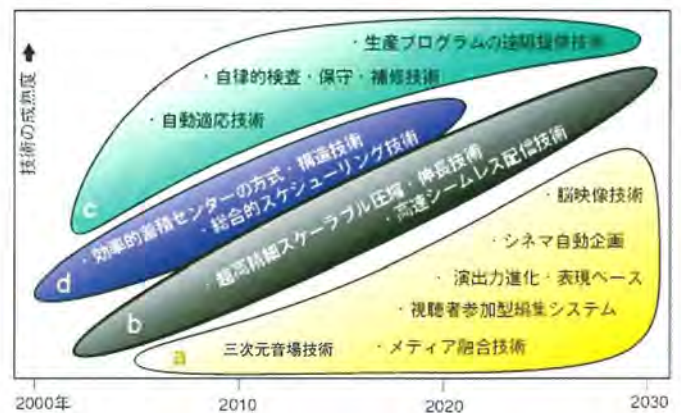 技術の成熟度
・生産プログラムの遠隔操作技術
・自律的検査・保守・補修技術
・自動適応技術
c
・効率的蓄積センターの方式・構造技術
・総合的スケジューリング技術
d
・超高精細スケーラブル圧縮・伸長技術
・高速シームレス配信技術
b
・脳映像技術
・シネマ自動企画
・演出力進化・表現ベース
・視聴者参加型編集システム
a
三次元音場技術
・メディア融合技術
2000年
2010
2020
2030